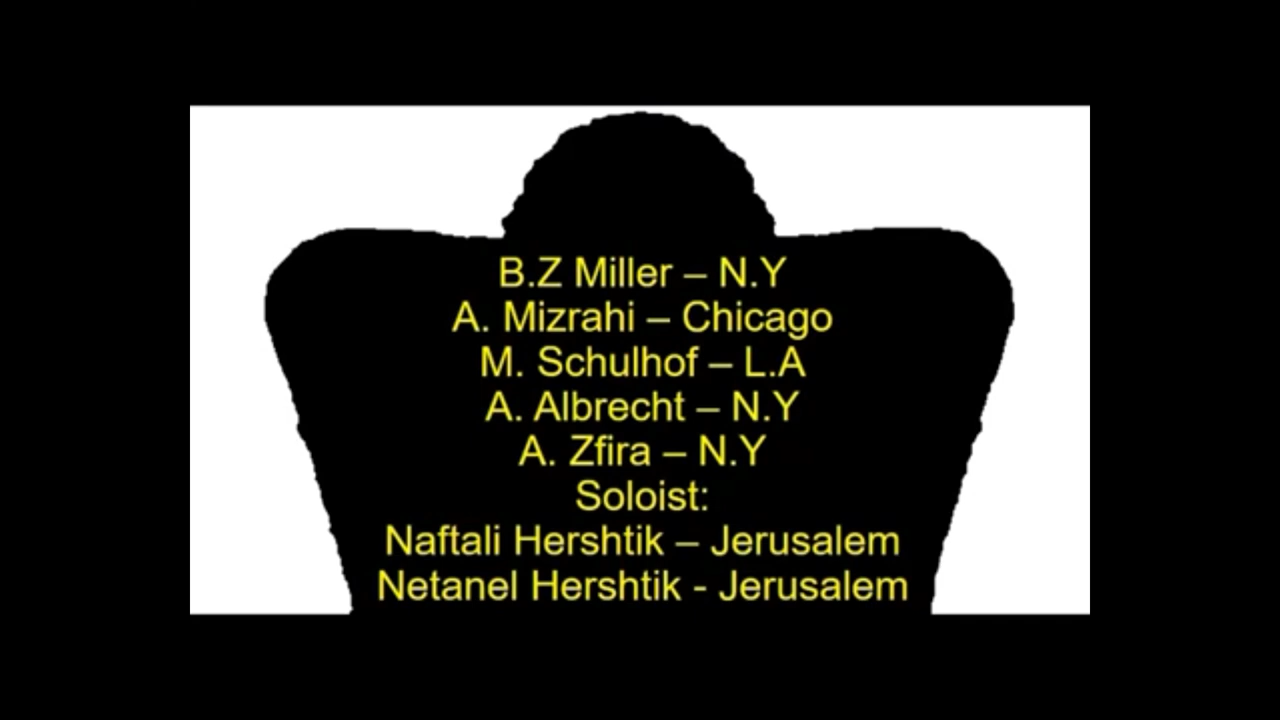 B.Z Miller – N.Y
A. Mizrahi – Chicago
M. Schulhof – L.A
A. Albrecht – N.Y
A. Zfira – N.Y
Soloist:
Naftali Hershtik – Jerusalem
Netanel Hershtik - Jerusalem